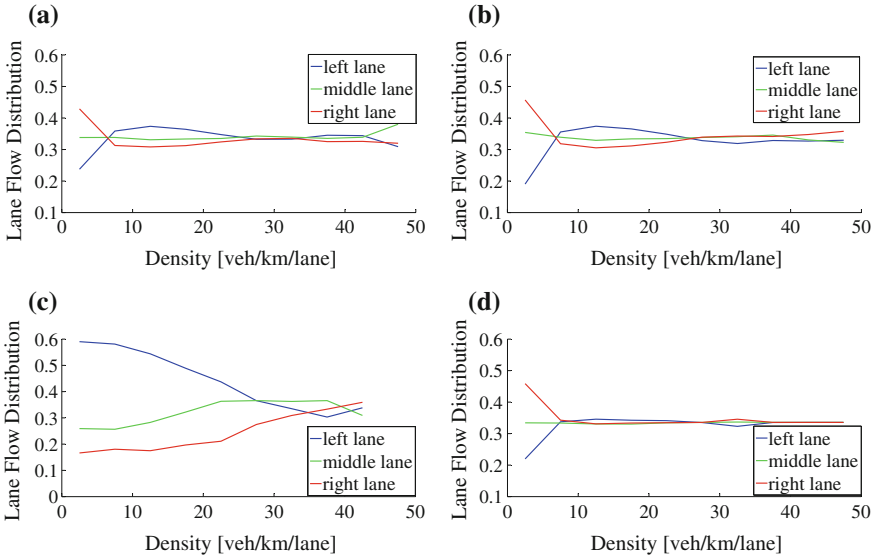 (a)
Lane Flow Distribution
0.6
0.5
0.4
0.3
0.2
0.1
0 10 20 30 40 50
Density [veh/km/lane]
left lane
middle lane
right lane
(b)
Lane Flow Distribution
0.6
0.5
0.4
0.3
0.2
0.1
0 10 20 30 40 50
Density [veh/km/lane]
left lane
middle lane
right lane
(c)
Lane Flow Distribution
0.6
0.5
0.4
0.3
0.2
0.1
0
0 10 20 30 40 50
Density [veh/km/lane]
left lane
middle lane
right lane
(d)
Lane Flow Distribution
0.6
0.5
0.4
0.3
0.2
0.1
0 10 20 30 40 50
Density [veh/km/lane]
left lane
middle lane
right lane